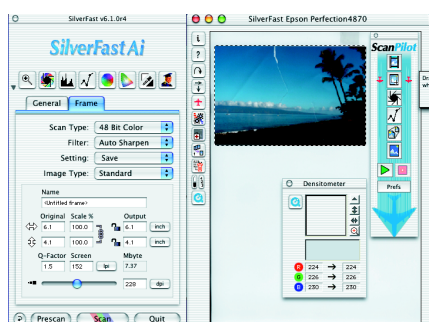 SilverFast v6.1.0r4
SilverFast Ai
General Frame
Scan Type: 48 Bit Color
Filter: Auto Sharpen
Setting: Save
Image Type: Standard
Name
<Untitled frame>
Original Scale % Output
6.1 100.0 6.1 inch
4.1 100.0 4.1 inch
Q-Factor Screen Mbyte
1.5 152 lpi 7.37
228 dpi
Prescan Scan Quit
SilverFast Epson Perfection4870
ScanPilot
Prefs
Densitometer
R 224 → 224
G 226 → 226
B 230 → 230